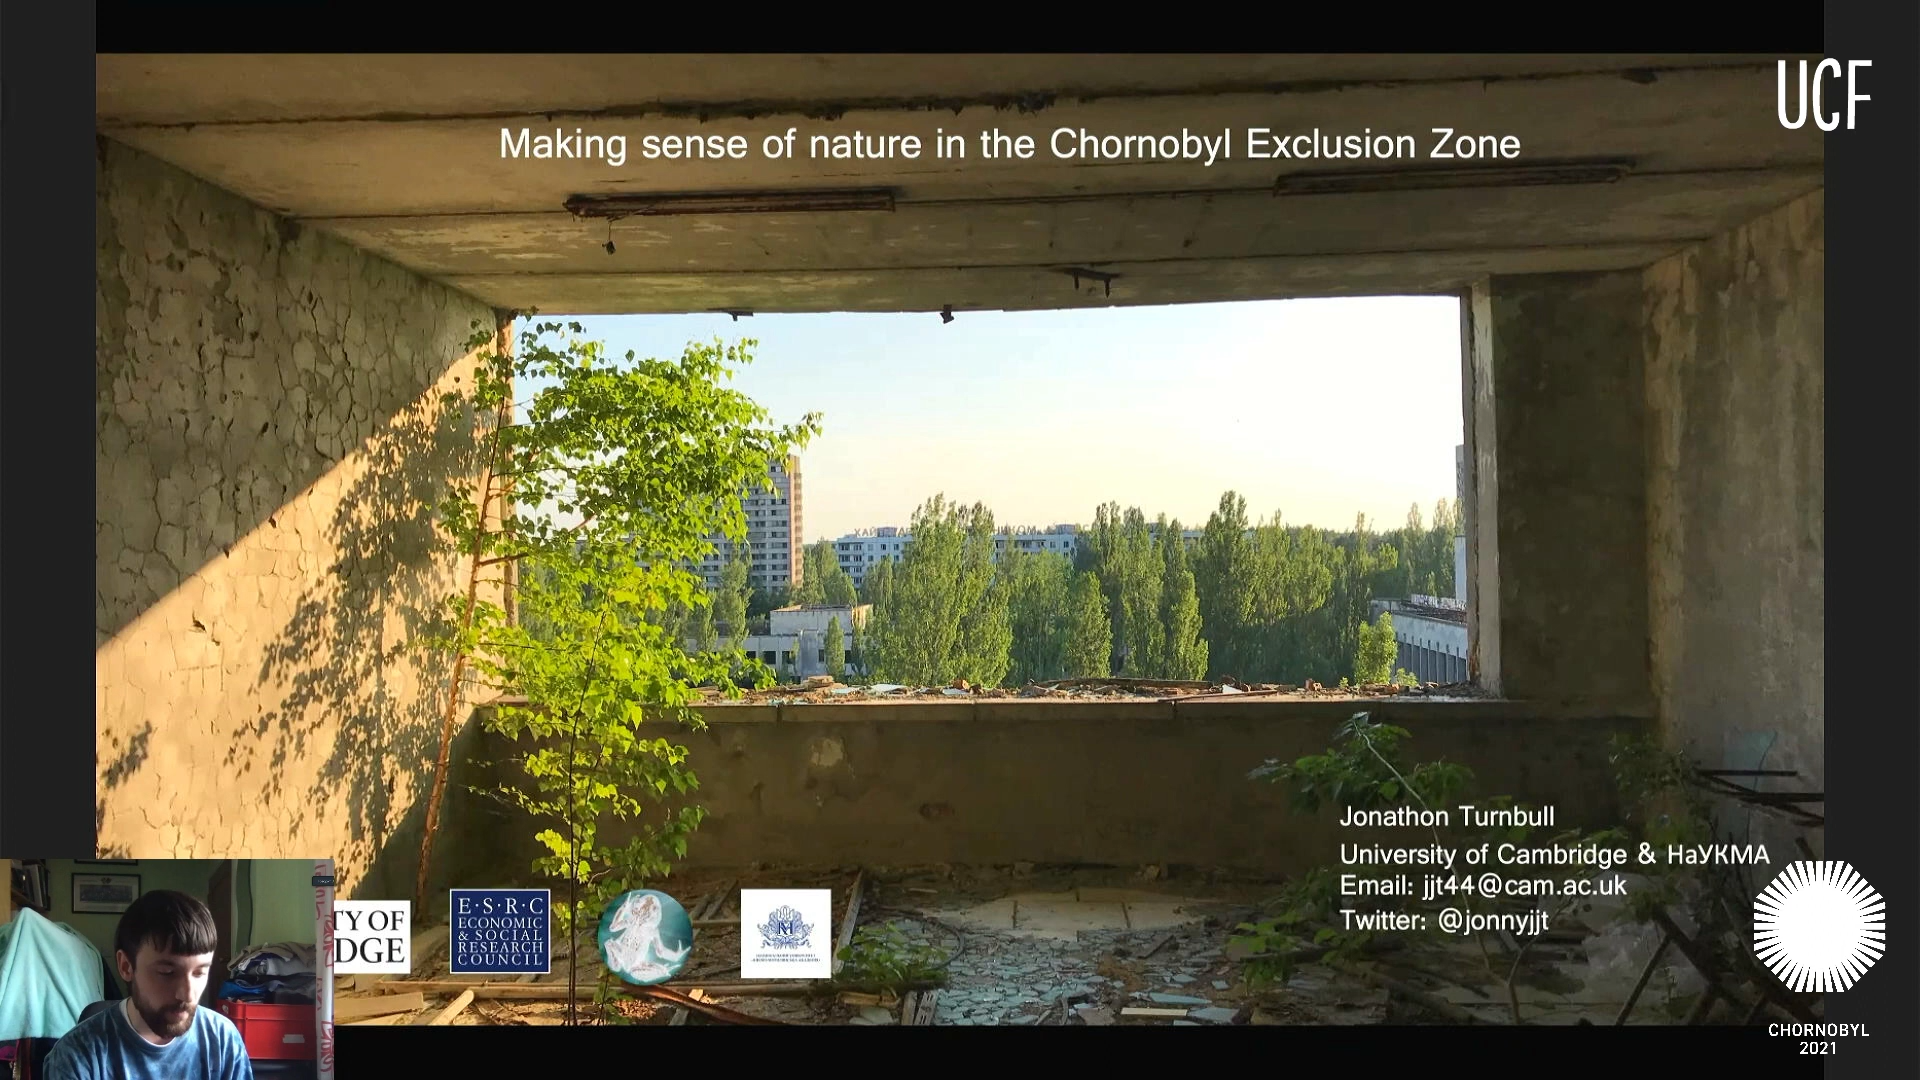 UCF
Making sense of nature in the Chornobyl Exclusion Zone
Jonathon Turnbull
University of Cambridge & НаУКМА
Email: jjt44@cam.ac.uk
Twitter: @jonnyjjt
TY OF
DGE
E·S·R·C
ECONOMIC
& SOCIAL
RESEARCH
COUNCIL
CHORNOBYL
2021